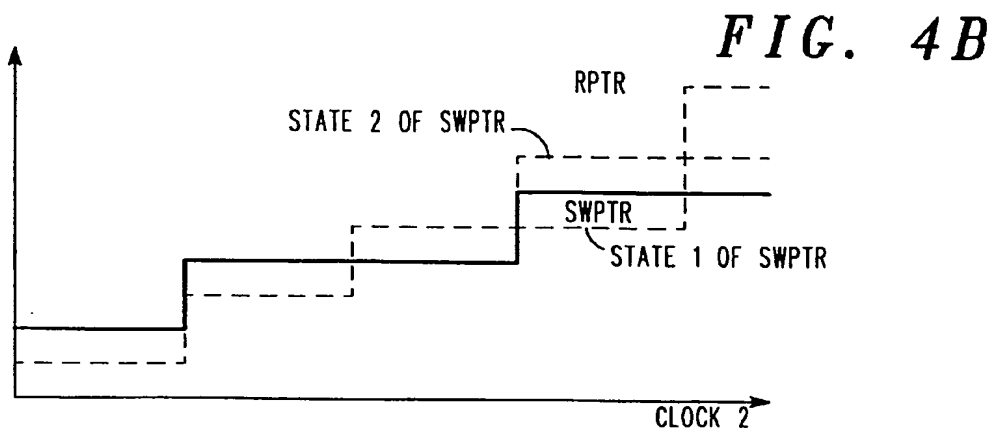 FIG. 4B
RPTR
STATE 2 OF SWPTR
SWPTR
STATE 1 OF SWPTR
CLOCK 2